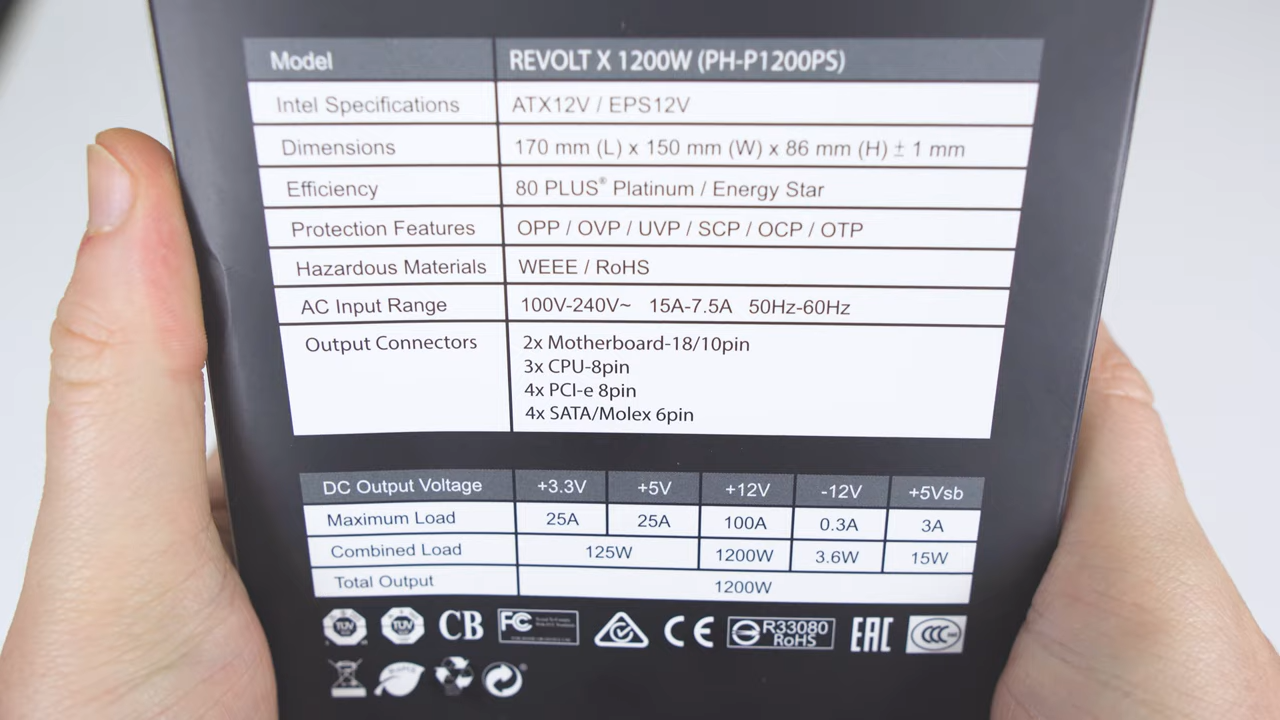 Model REVOLT X 1200W (PH-P1200PS)
Intel Specifications ATX12V / EPS12V
Dimensions 170 mm (L) x 150 mm (W) x 86 mm (H) ± 1 mm
Efficiency 80 PLUS® Platinum / Energy Star
Protection Features OPP / OVP / UVP / SCP / OCP / OTP
Hazardous Materials WEEE / RoHS
AC Input Range 100V-240V~ 15A-7.5A 50Hz-60Hz
Output Connectors 2x Motherboard-18/10pin
3x CPU-8pin
4x PCI-e 8pin
4x SATA/Molex 6pin
DC Output Voltage +3.3V +5V +12V -12V +5Vsb
Maximum Load 25A 25A 100A 0.3A 3A
Combined Load 125W 1200W 3.6W 15W
Total Output 1200W
TÜV TÜV CB FC CE R33080 EAC CCC
RoHS